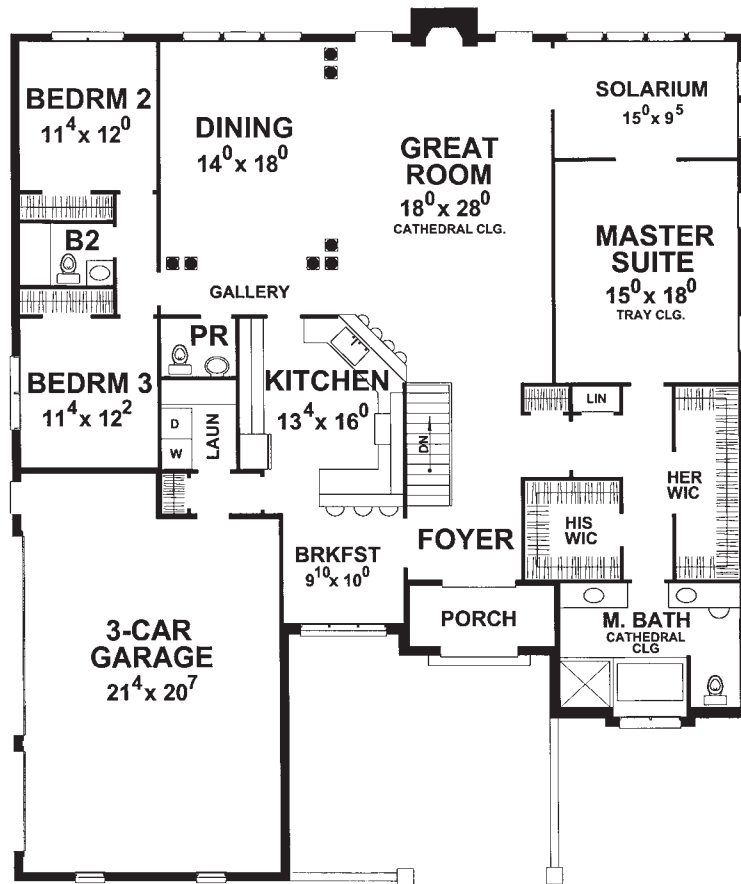 BEDRM 2
11⁴ x 12⁰
DINING
14⁰ x 18⁰
GREAT
ROOM
18⁰ x 28⁰
CATHEDRAL CLG.
SOLARIUM
15⁰ x 9⁵
B2
MASTER
SUITE
15⁰ x 18⁰
TRAY CLG.
GALLERY
PR
BEDRM 3
11⁴ x 12²
KITCHEN
13⁴ x 16⁰
LIN
D
W
LAUN
DN
HER
WIC
HIS
WIC
FOYER
BRKFST
9¹⁰ x 10⁰
PORCH
M. BATH
CATHEDRAL
CLG
3-CAR
GARAGE
21⁴ x 20⁷